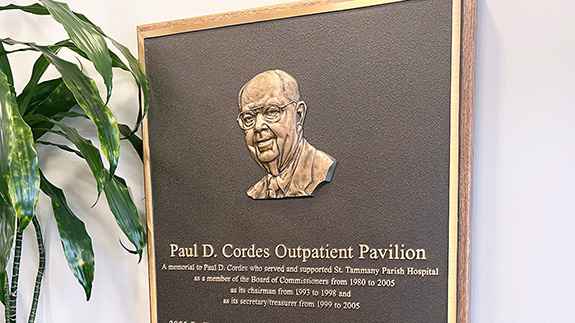 Paul D. Cordes Outpatient Pavilion
A memorial to Paul D. Cordes who served and supported St. Tammany Parish Hospital
as a member of the Board of Commissioners from 1980 to 2005
as its chairman from 1993 to 1998 and
as its secretary/treasurer from 1999 to 2005